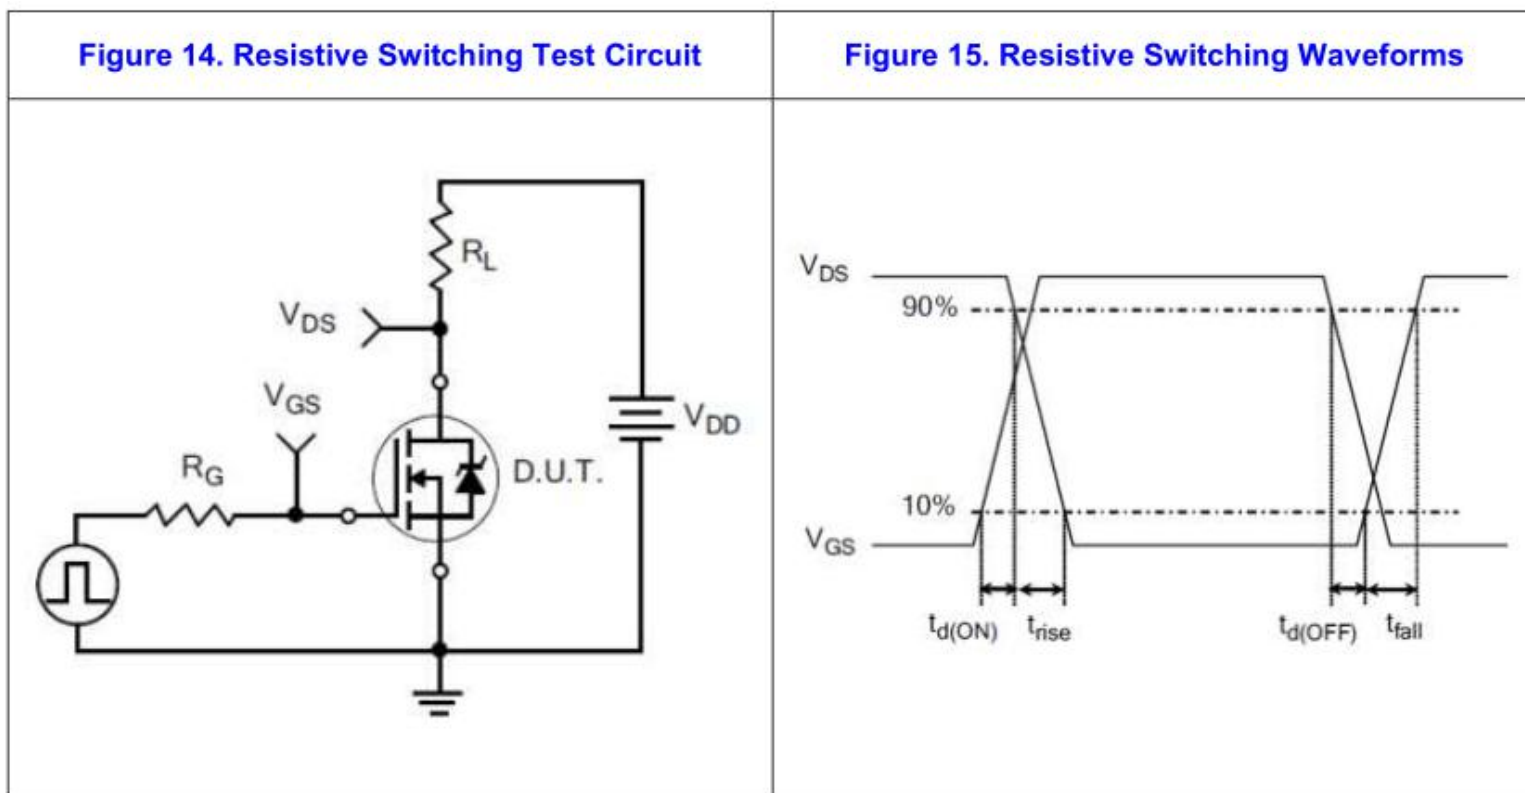 Figure 14. Resistive Switching Test Circuit
Figure 15. Resistive Switching Waveforms
RL
VDS
VGS
VDD
RG
D.U.T.
VDS
90%
10%
VGS
td(ON) trise td(OFF) tfall